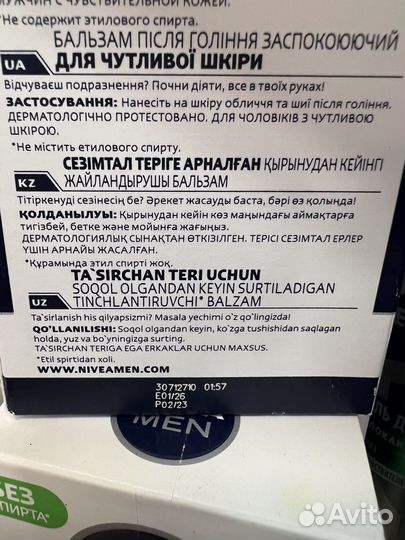 МУЖЧИН С ЧУВСТВИТЕЛЬНОЙ КОЖЕЙ.
*Не содержит этилового спирта.
БАЛЬЗАМ ПІСЛЯ ГОЛІННЯ ЗАСПОКОЮЮЧИЙ
UA ДЛЯ ЧУТЛИВОЇ ШКІРИ
Відчуваєш подразнення? Почни діяти, все в твоїх руках!
ЗАСТОСУВАННЯ: Нанесіть на шкіру обличчя та шиї після гоління.
ДЕРМАТОЛОГІЧНО ПРОТЕСТОВАНО. ДЛЯ ЧОЛОВІКІВ З ЧУТЛИВОЮ
ШКІРОЮ.
*Не містить етилового спирту.
СЕЗІМТАЛ ТЕРІГЕ АРНАЛҒАН ҚЫРЫНУДАН КЕЙІНГІ
KZ ЖАЙЛАНДЫРУШЫ БАЛЬЗАМ
Тітіркенуді сезінесің бе? Әрекет жасауды баста, бәрі өз қолыңда!
ҚОЛДАНЫЛУЫ: Қырынудан кейін көз маңындағы аймақтарға
тигізбей, бетке және мойынға жағыңыз.
ДЕРМАТОЛОГИЯЛЫҚ СЫНАҚТАН ӨТКІЗІЛГЕН. ТЕРІСІ СЕЗІМТАЛ ЕРЛЕР
ҮШІН АРНАЙЫ ЖАСАЛҒАН.
*Құрамында этил спирті жоқ.
TA`SIRCHAN TERI UCHUN
SOQOL OLGANDAN KEYIN SURTILADIGAN
UZ TINCHLANTIRUVCHI* BALZAM
Ta`sirlanish his qilyapsizmi? Masala yechimi o`z qo`lingizda!
QO`LLANILISHI: Soqol olgandan keyin, ko`zga tushishidan saqlagan
holda, yuz va bo`yningizga surting.
TA`SIRCHAN TERIGA EGA ERKAKLAR UCHUN MAXSUS.
*Etil spirtidan xoli.
WWW.NIVEAMEN.COM
30712710 01:57
E01/26
P02/23
MEN
БЕЗ
СПИРТА*
Avito